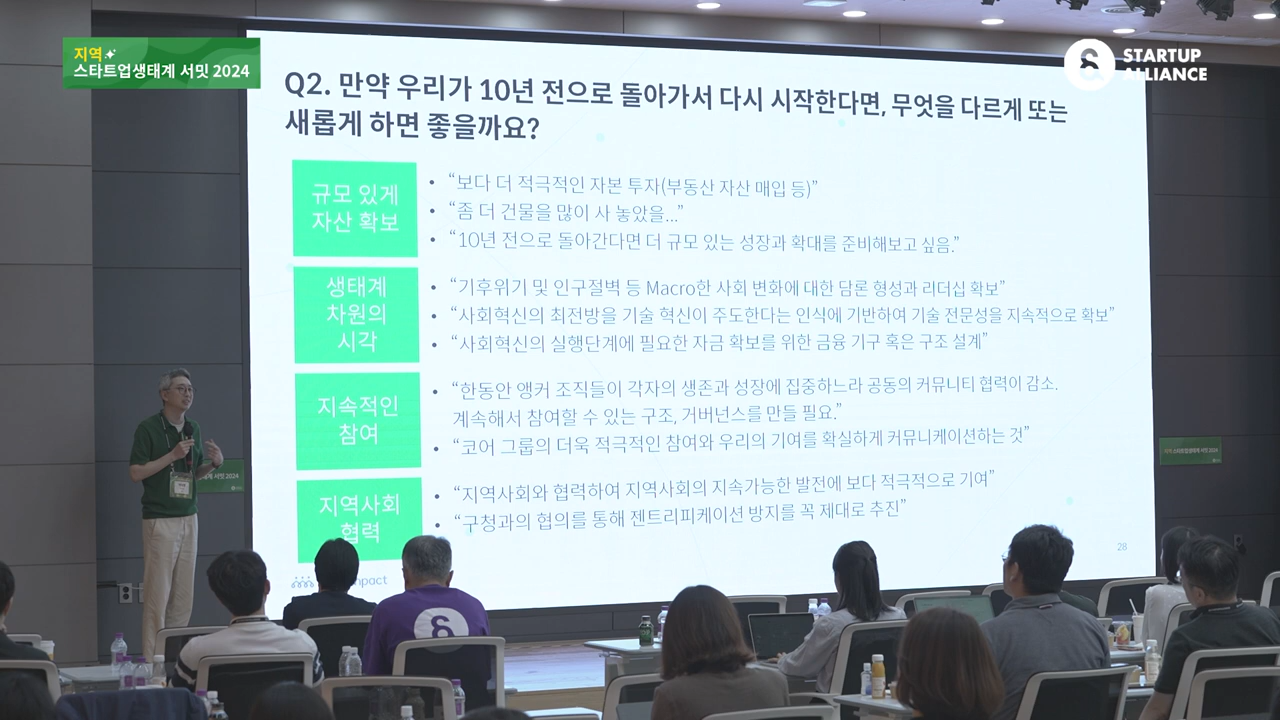 지역
스타트업생태계 서밋 2024
STARTUP
ALLIANCE
Q2. 만약 우리가 10년 전으로 돌아가서 다시 시작한다면, 무엇을 다르게 또는
새롭게 하면 좋을까요?
규모 있게
자산 확보
• “보다 더 적극적인 자본 투자(부동산 자산 매입 등)”
• “좀 더 건물을 많이 사 놓았을...”
• “10년 전으로 돌아간다면 더 규모 있는 성장과 확대를 준비해보고 싶음.”
생태계
차원의
시각
• “기후위기 및 인구절벽 등 Macro한 사회 변화에 대한 담론 형성과 리더십 확보”
• “사회혁신의 최전방을 기술 혁신이 주도한다는 인식에 기반하여 기술 전문성을 지속적으로 확보”
• “사회혁신의 실행단계에 필요한 자금 확보를 위한 금융 기구 혹은 구조 설계”
지속적인
참여
• “한동안 앵커 조직들이 각자의 생존과 성장에 집중하느라 공동의 커뮤니티 협력이 감소.
계속해서 참여할 수 있는 구조, 거버넌스를 만들 필요.”
• “코어 그룹의 더욱 적극적인 참여와 우리의 기여를 확실하게 커뮤니케이션하는 것”
지역사회
협력
• “지역사회와 협력하여 지역사회의 지속가능한 발전에 보다 적극적으로 기여”
• “구청과의 협의를 통해 젠트리피케이션 방지를 꼭 제대로 추진”
28
서밋 2024
지역 스타트업생태계 서밋 2024